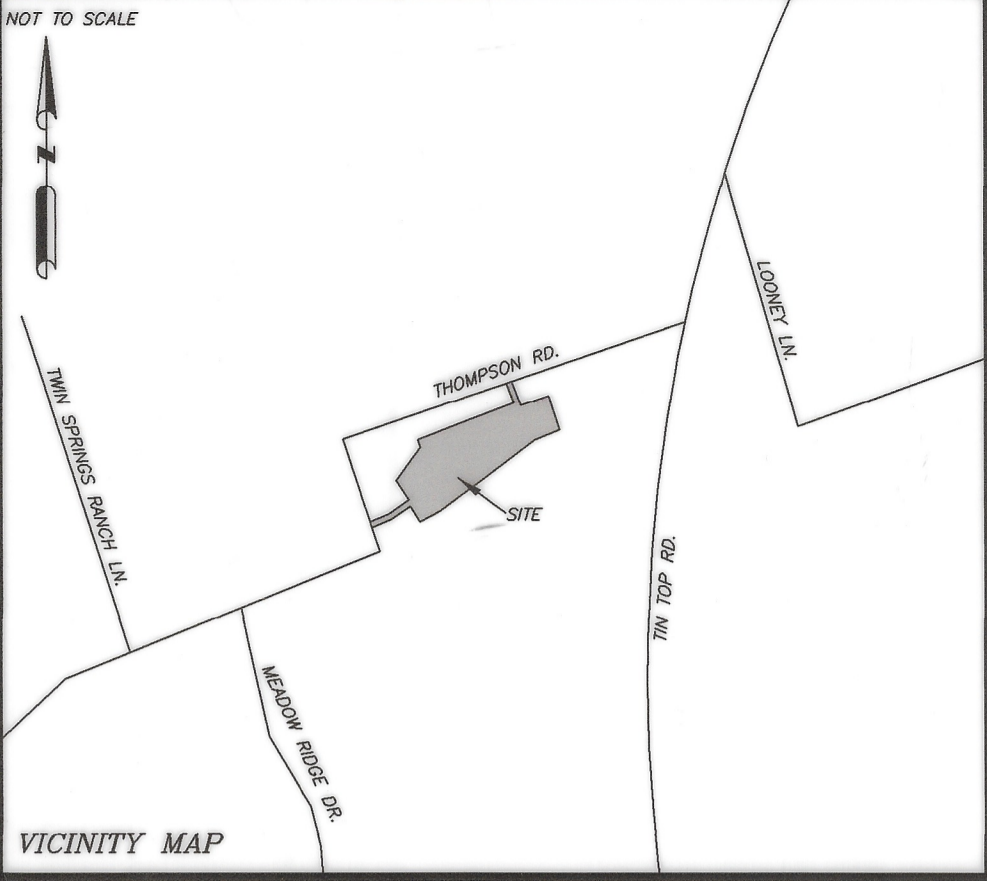 NOT TO SCALE
N
LOONEY LN.
THOMPSON RD.
TWIN SPRINGS RANCH LN.
SITE
TIN TOP RD.
MEADOW RIDGE DR.
VICINITY MAP